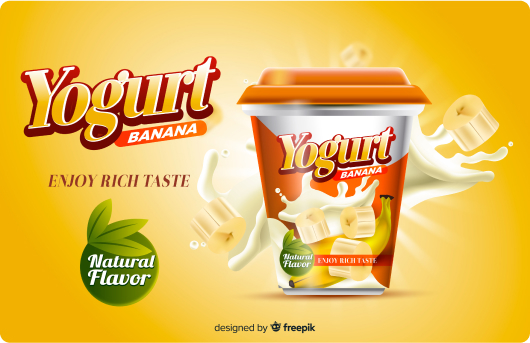 Yogurt
BANANA
ENJOY RICH TASTE
Natural
Flavor
Yogurt
BANANA
Natural
Flavor
ENJOY RICH TASTE
designed by freepik